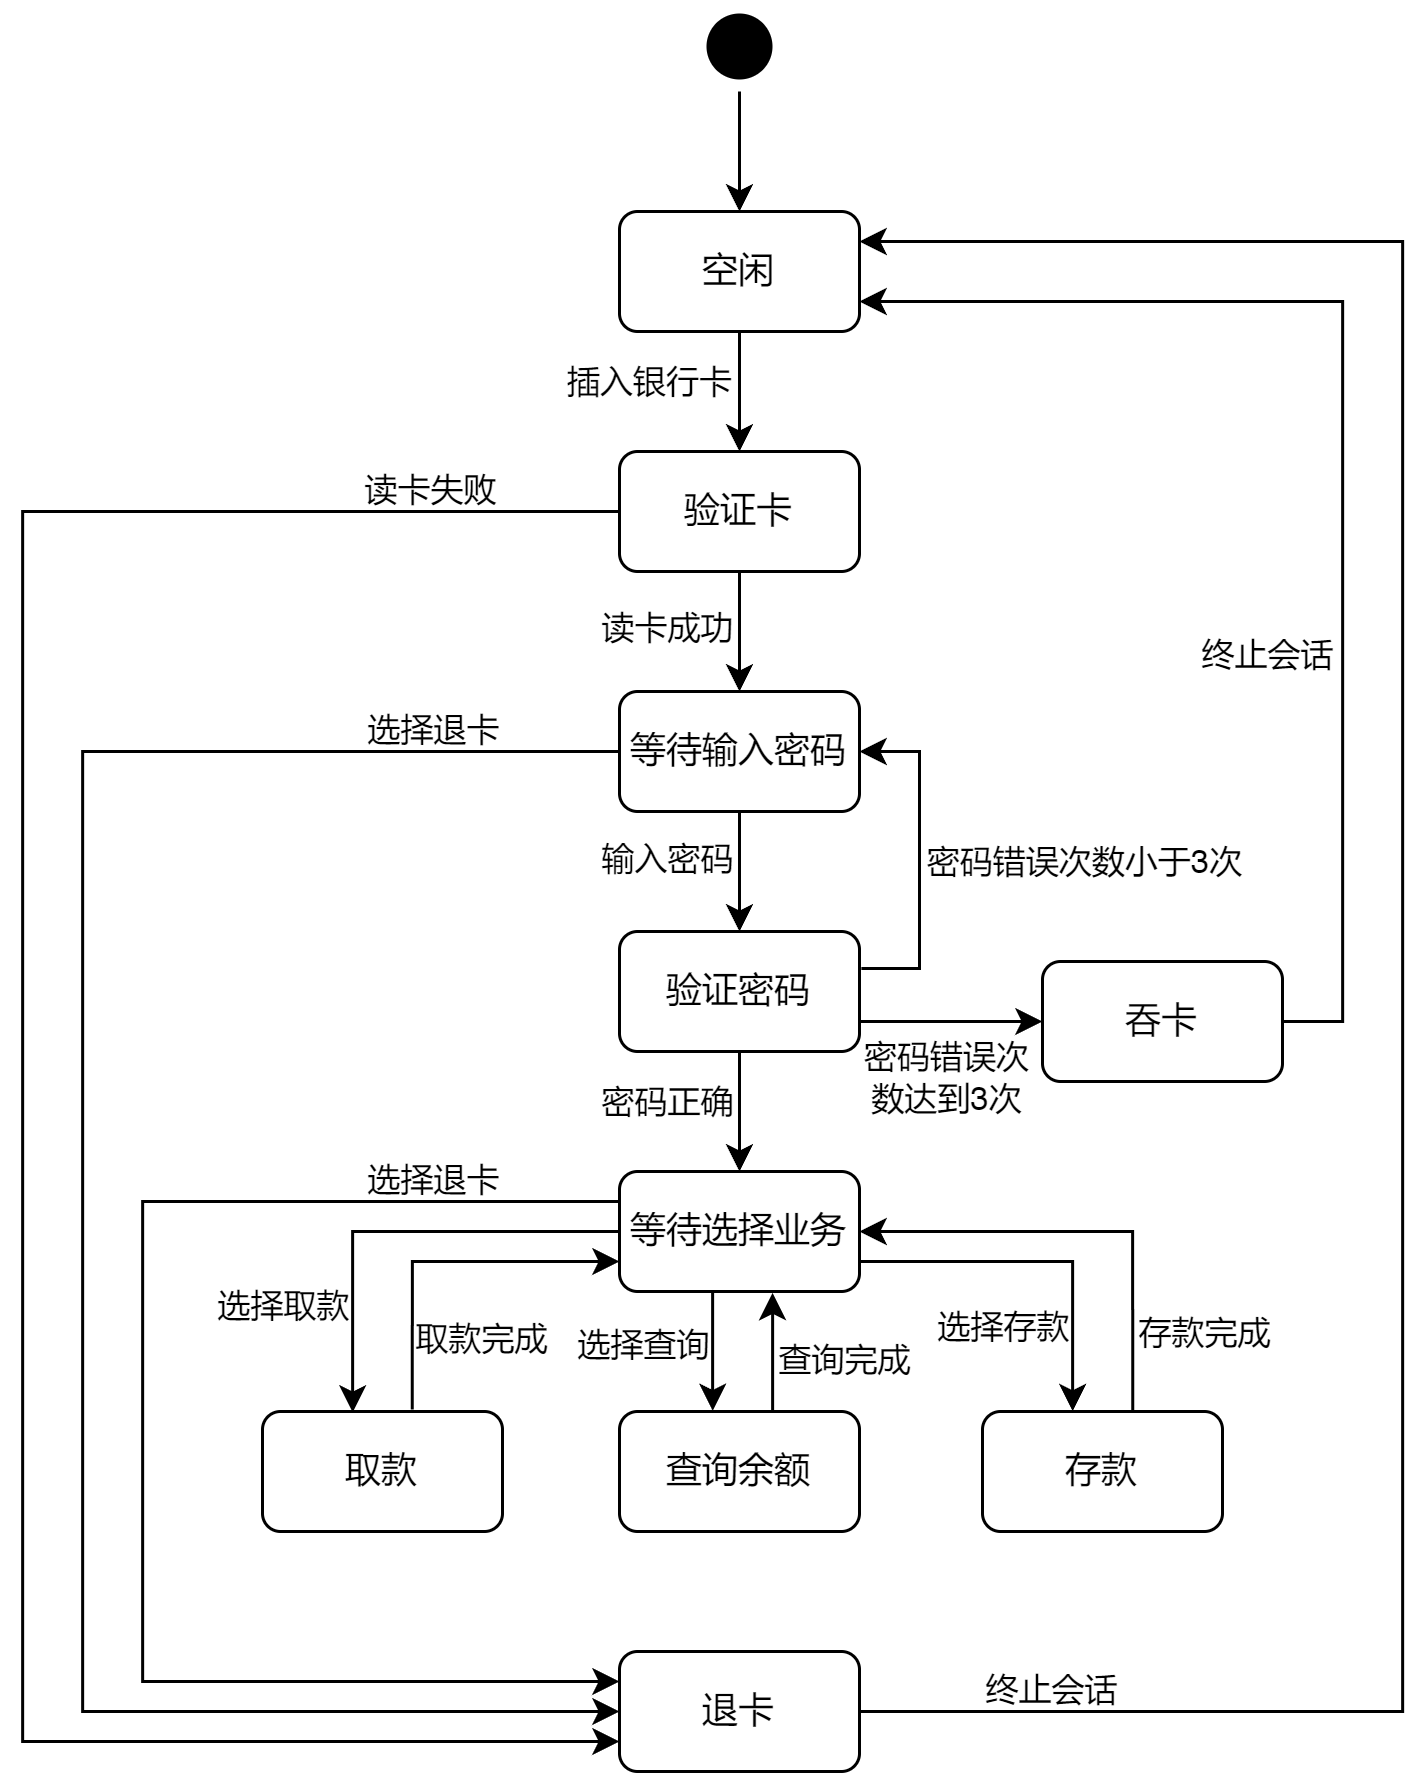 空闲
插入银行卡
读卡失败
验证卡
读卡成功
终止会话
选择退卡
等待输入密码
输入密码
密码错误次数小于3次
验证密码
吞卡
密码错误次
数达到3次
密码正确
选择退卡
等待选择业务
选择取款
取款完成
选择查询
查询完成
选择存款
存款完成
取款
查询余额
存款
退卡
终止会话